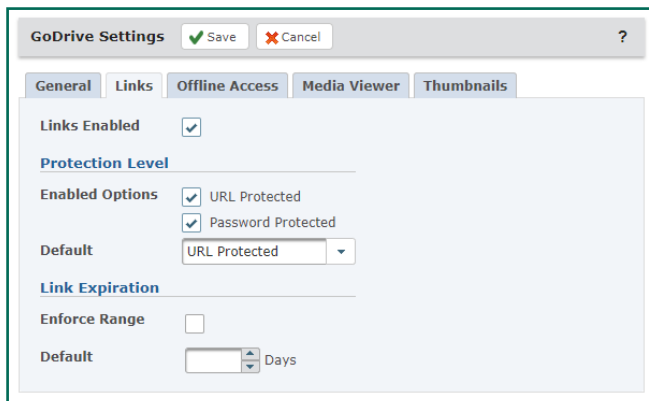 GoDrive Settings Save Cancel ?
General Links Offline Access Media Viewer Thumbnails
Links Enabled
Protection Level
Enabled Options URL Protected
Password Protected
Default URL Protected
Link Expiration
Enforce Range
Default Days